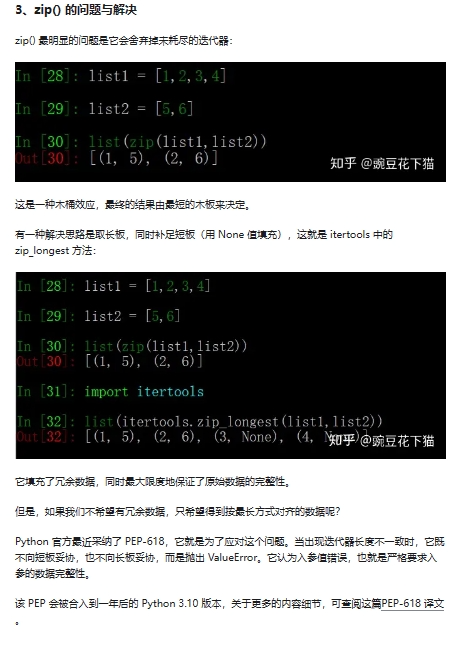 3、zip() 的问题与解决
zip() 最明显的问题是它会舍弃掉未耗尽的迭代器：
In [28]: list1 = [1,2,3,4]
In [29]: list2 = [5,6]
In [30]: list(zip(list1,list2))
Out[30]: [(1, 5), (2, 6)]
知乎 @豌豆花下猫
这是一种木桶效应，最终的结果由最短的木板来决定。
有一种解决思路是取长板，同时补足短板（用 None 值填充），这就是 itertools 中的
zip_longest 方法：
In [28]: list1 = [1,2,3,4]
In [29]: list2 = [5,6]
In [30]: list(zip(list1,list2))
Out[30]: [(1, 5), (2, 6)]
In [31]: import itertools
In [32]: list(itertools.zip_longest(list1,list2))
Out[32]: [(1, 5), (2, 6), (3, None), (4, None)]
知乎 @豌豆花下猫
它填充了冗余数据，同时最大限度地保证了原始数据的完整性。
但是，如果我们不希望有冗余数据，只希望得到按最长方式对齐的数据呢？
Python 官方最近采纳了 PEP-618，它就是为了应对这个问题。当出现迭代器长度不一致时，它既
不向短板妥协，也不向长板妥协，而是抛出 ValueError。它认为入参值错误，也就是严格要求入
参的数据完整性。
该 PEP 会被合入到一年后的 Python 3.10 版本，关于更多的内容细节，可查阅这篇PEP-618 译文
。